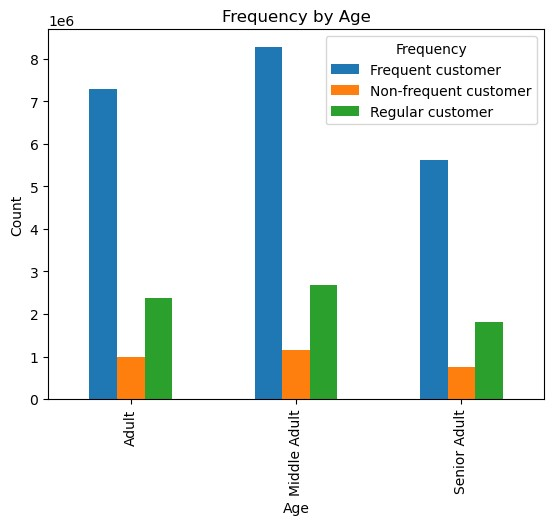 Frequency by Age
1e6
Frequency
Frequent customer
Non-frequent customer
Regular customer
8
7
6
5
4
3
2
1
0
Count
Adult
Middle Adult
Senior Adult
Age